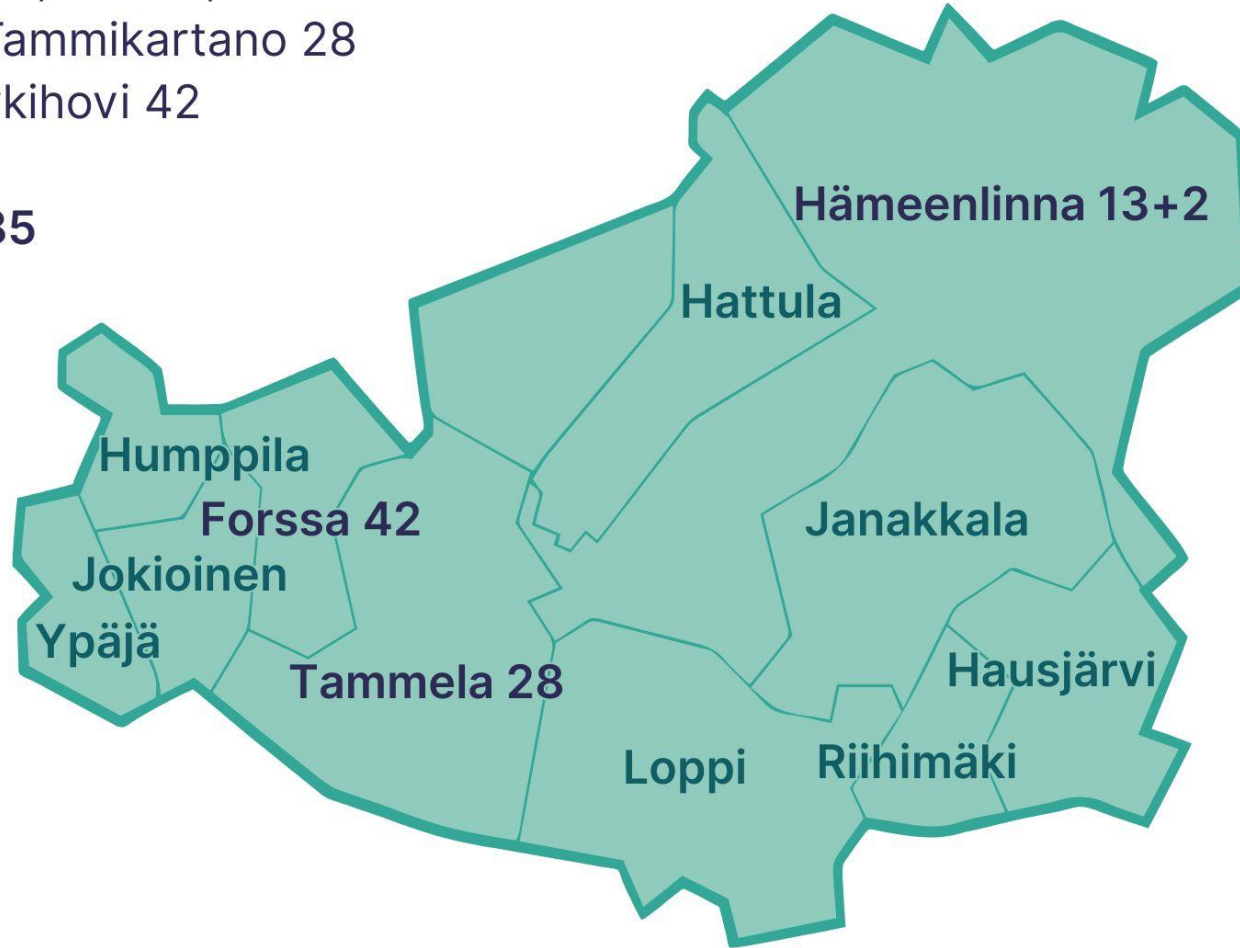 Tammikartano 28
kihovi 42
35
Hämeenlinna 13+2
Hattula
Humppila
Forssa 42
Janakkala
Jokioinen
Ypäjä
Hausjärvi
Tammela 28
Loppi
Riihimäki